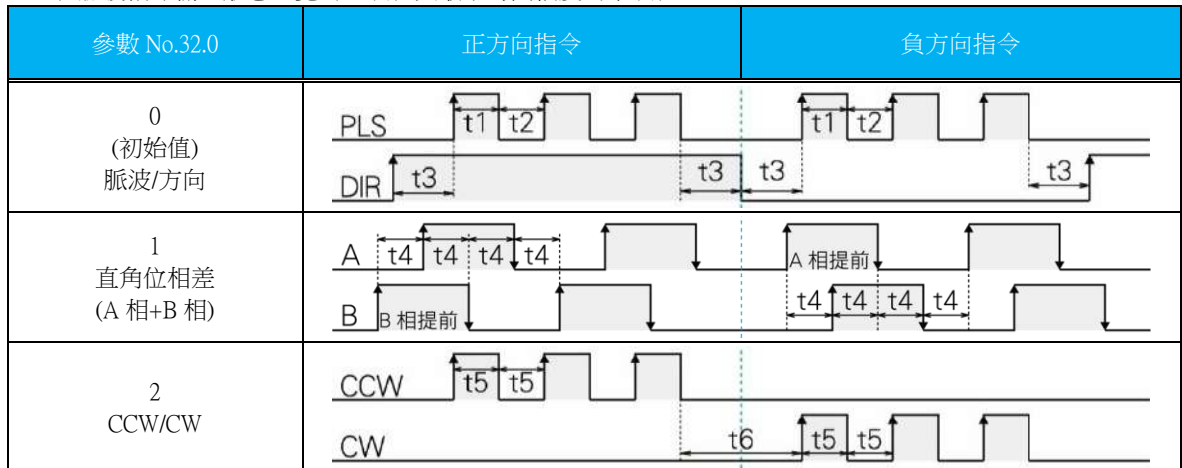 參數 No.32.0
正方向指令
負方向指令
0
(初始值)
脈波/方向
PLS
t1
t2
t1
t2
DIR
t3
t3
t3
t3
1
直角位相差
(A 相+B 相)
A
t4
t4
t4
t4
A 相提前
B
B 相提前
t4
t4
t4
t4
2
CCW/CW
CCW
t5
t5
CW
t6
t5
t5